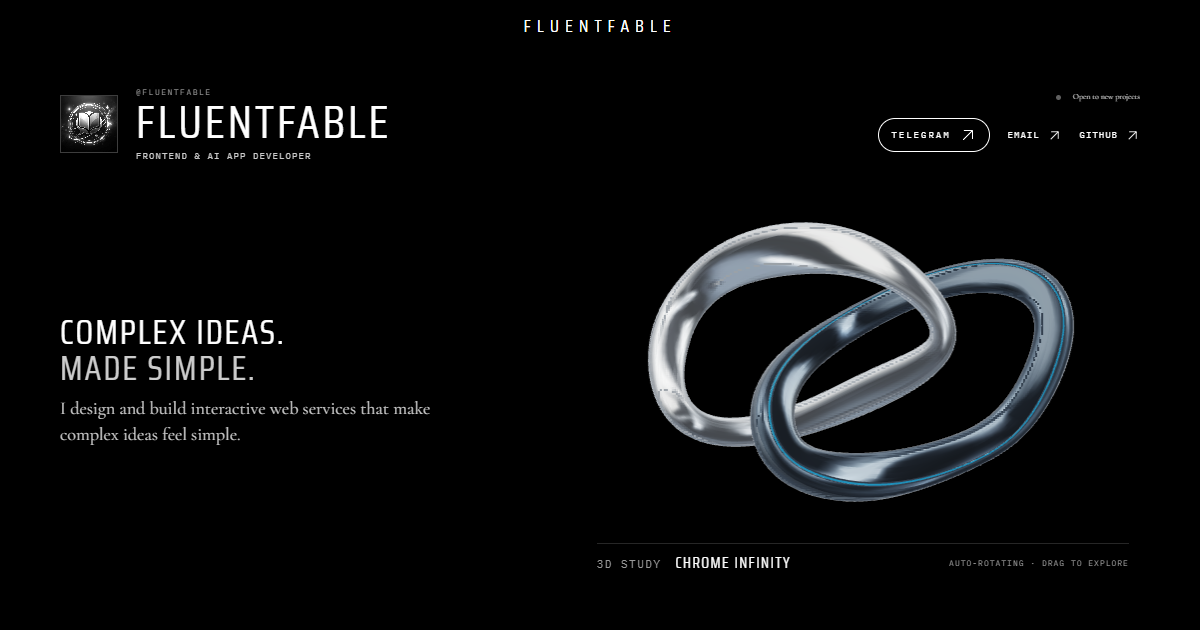 FLUENTFABLE
@FLUENTFABLE
FLUENTFABLE
FRONTEND & AI APP DEVELOPER
Open to new projects
TELEGRAM
EMAIL
GITHUB
COMPLEX IDEAS.
MADE SIMPLE.
I design and build interactive web services that make
complex ideas feel simple.
3D STUDY CHROME INFINITY
AUTO-ROTATING · DRAG TO EXPLORE